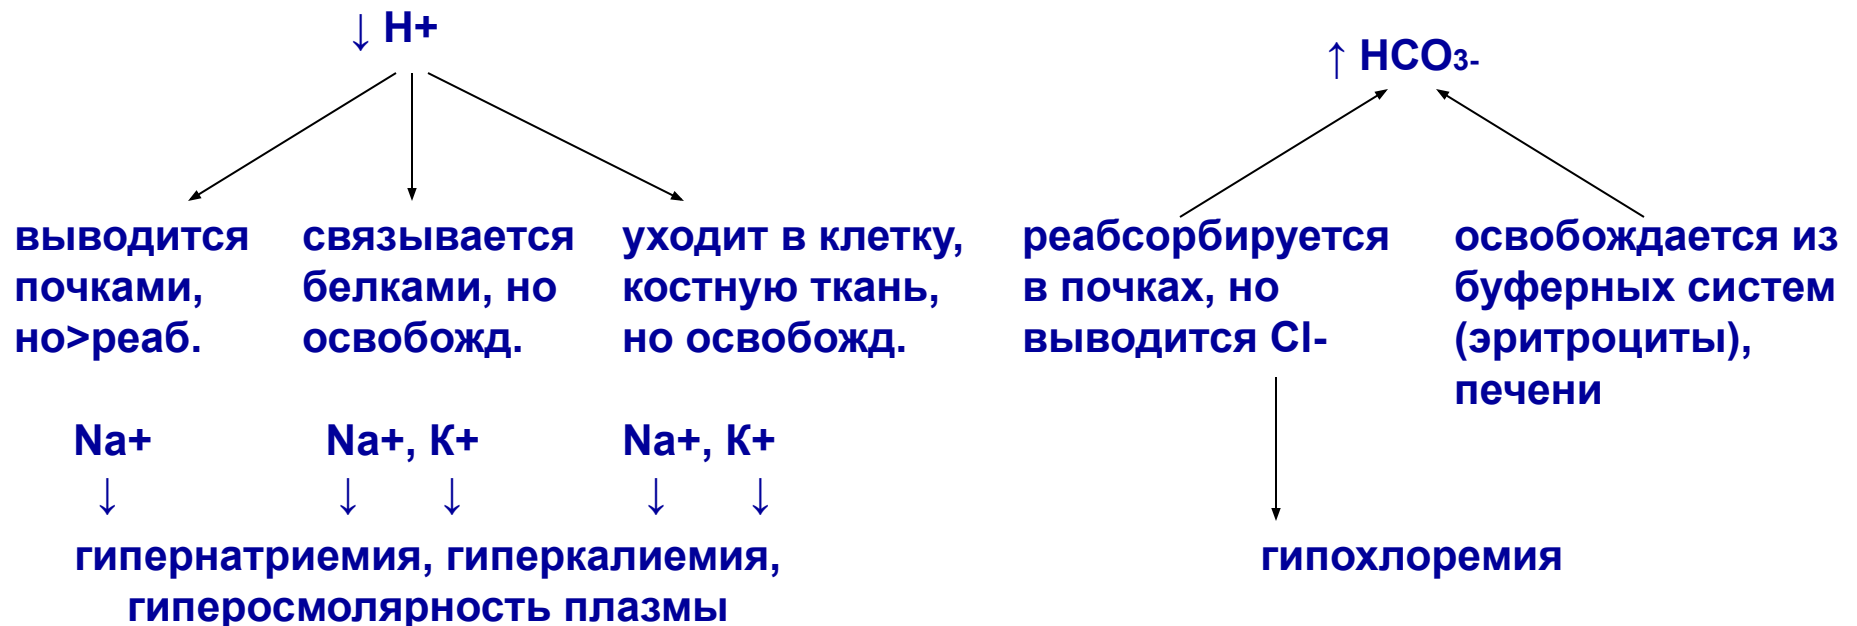 ↓ H+
↑ HCO3-
выводится
почками,
но>реаб.
связывается
белками, но
освобожд.
уходит в клетку,
костную ткань,
но освобожд.
реабсорбируется
в почках, но
выводится Cl-
освобождается из
буферных систем
(эритроциты),
печени
Na+
Na+, К+
Na+, К+
↓
↓ ↓
↓ ↓
гипернатриемия, гиперкалиемия,
гиперосмолярность плазмы
гипохлоремия